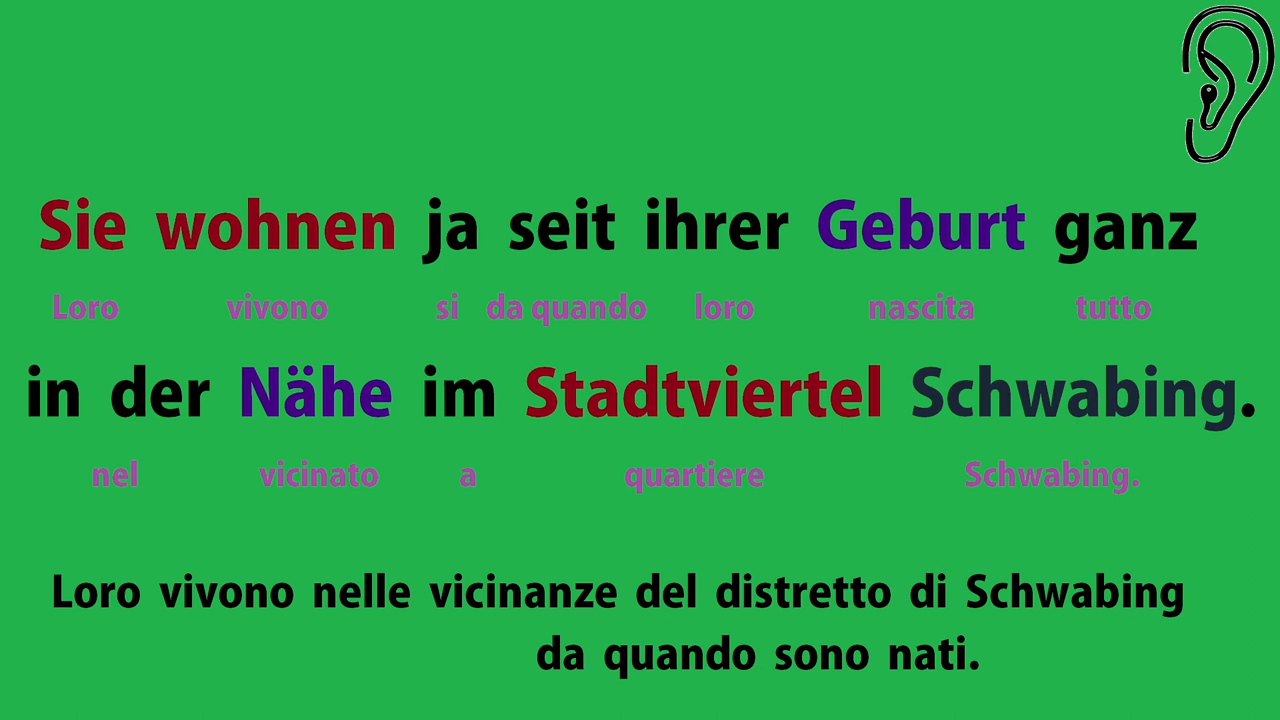 Sie wohnen ja seit ihrer Geburt ganz
Loro vivono si da quando loro nascita tutto
in der Nähe im Stadtviertel Schwabing.
nel vicinato a quartiere Schwabing.
Loro vivono nelle vicinanze del distretto di Schwabing
da quando sono nati.